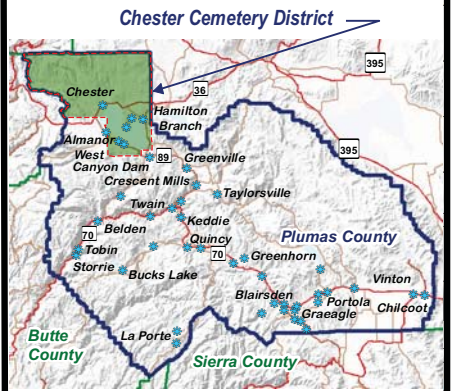 Chester Cemetery District
395
36
Chester
Hamilton
Branch
Almanor
West
Canyon Dam
89
395
Greenville
Crescent Mills
Taylorsville
Twain
Keddie
Belden
70
Quincy
70
Plumas County
Tobin
Storrie
Greenhorn
Bucks Lake
Vinton
Blairsden
Portola
Chilcoot
Graeagle
Butte
County
La Porte
Sierra County